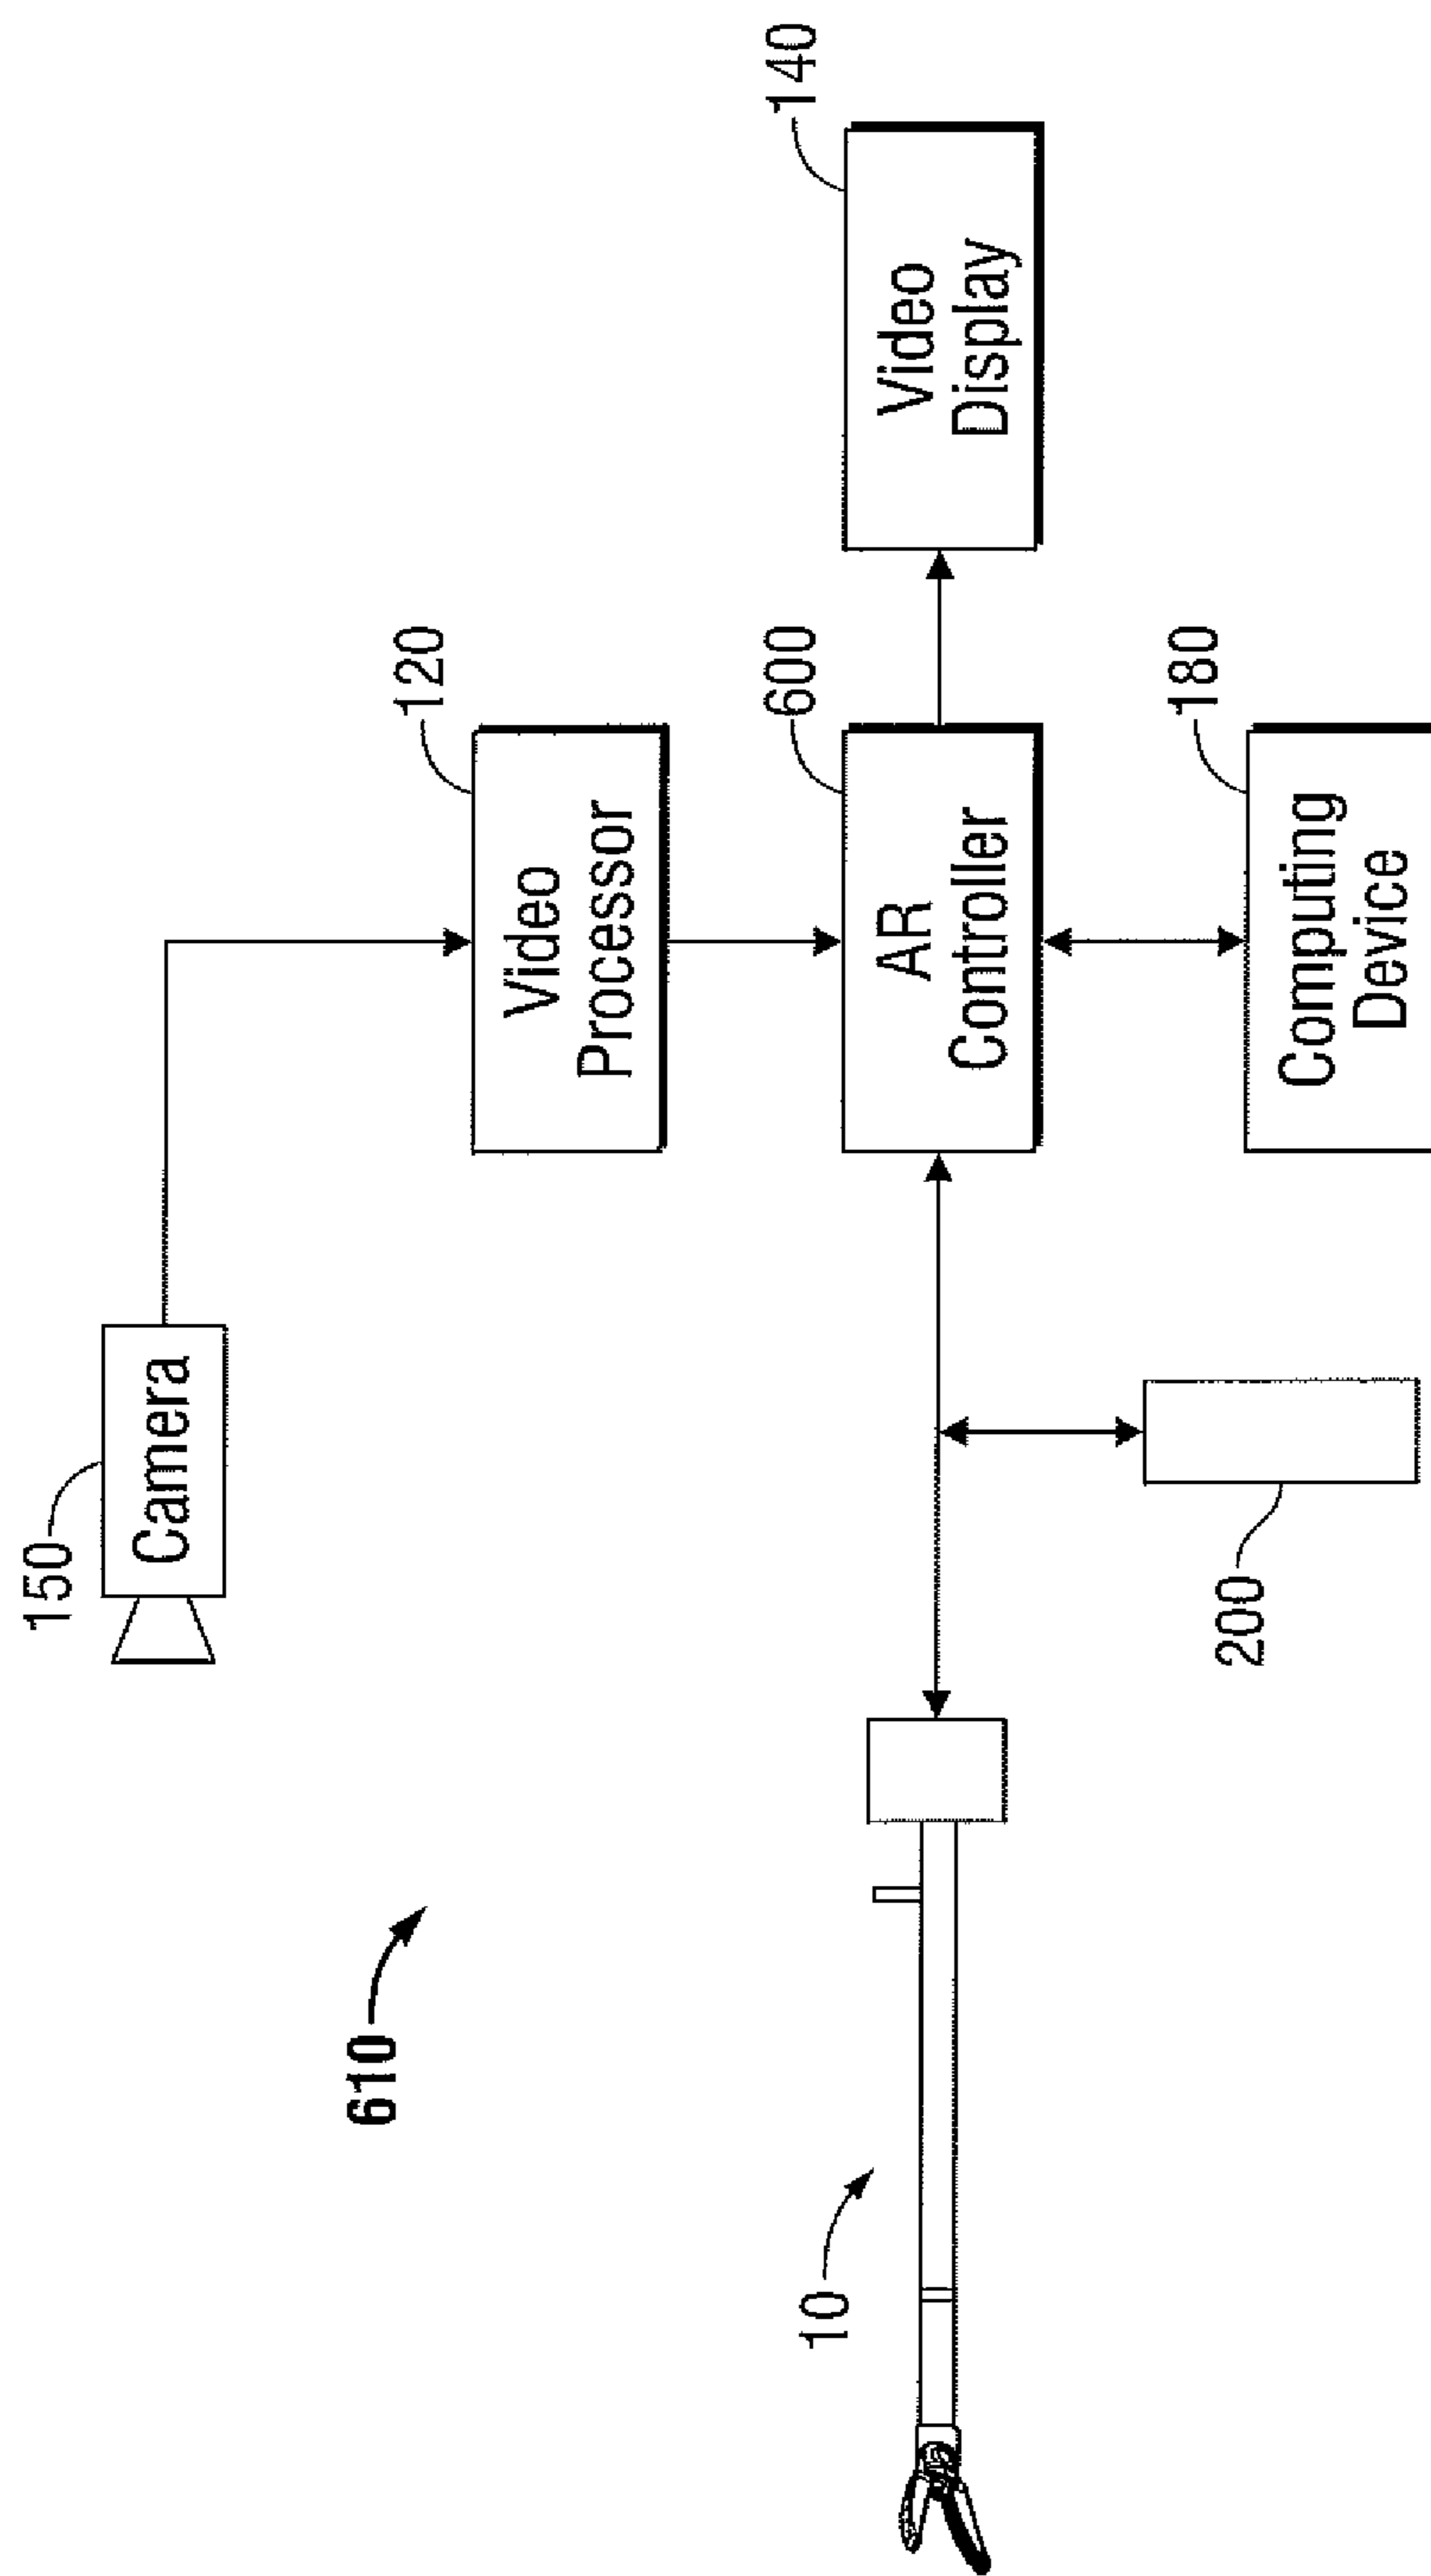 150
Camera
610
120
Video
Processor
10
600
AR
Controller
140
Video
Display
200
180
Computing
Device